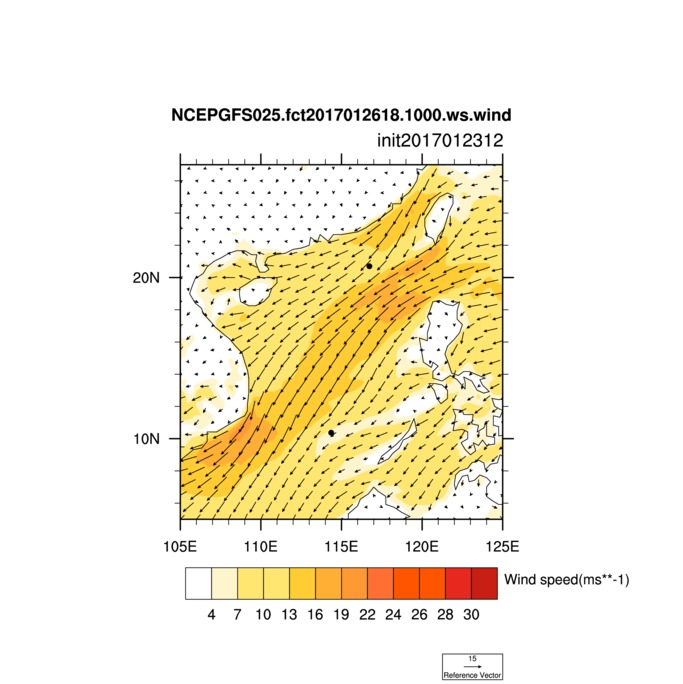 NCEPGFS025.fct2017012618.1000.ws.wind
init2017012312
20N
10N
105E 110E 115E 120E 125E
Wind speed(ms**-1)
4 7 10 13 16 19 22 24 26 28 30
15
Reference Vector